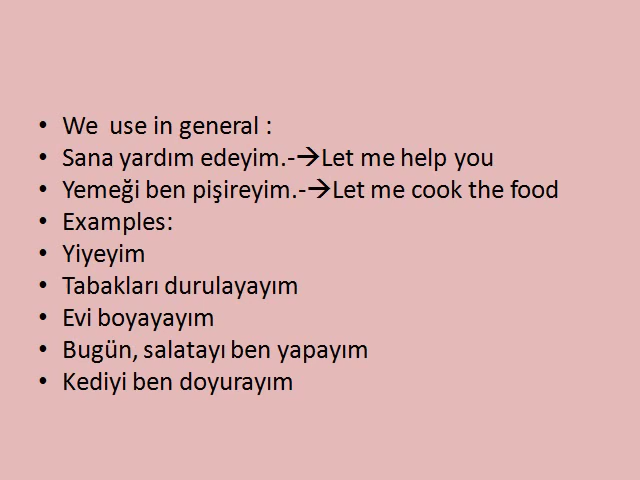 • We  use in general :
• Sana yardım edeyim.-→Let me help you
• Yemeği ben pişireyim.-→Let me cook the food
• Examples:
• Yiyeyim
• Tabakları durulayayım
• Evi boyayayım
• Bugün, salatayı ben yapayım
• Kediyi ben doyurayım